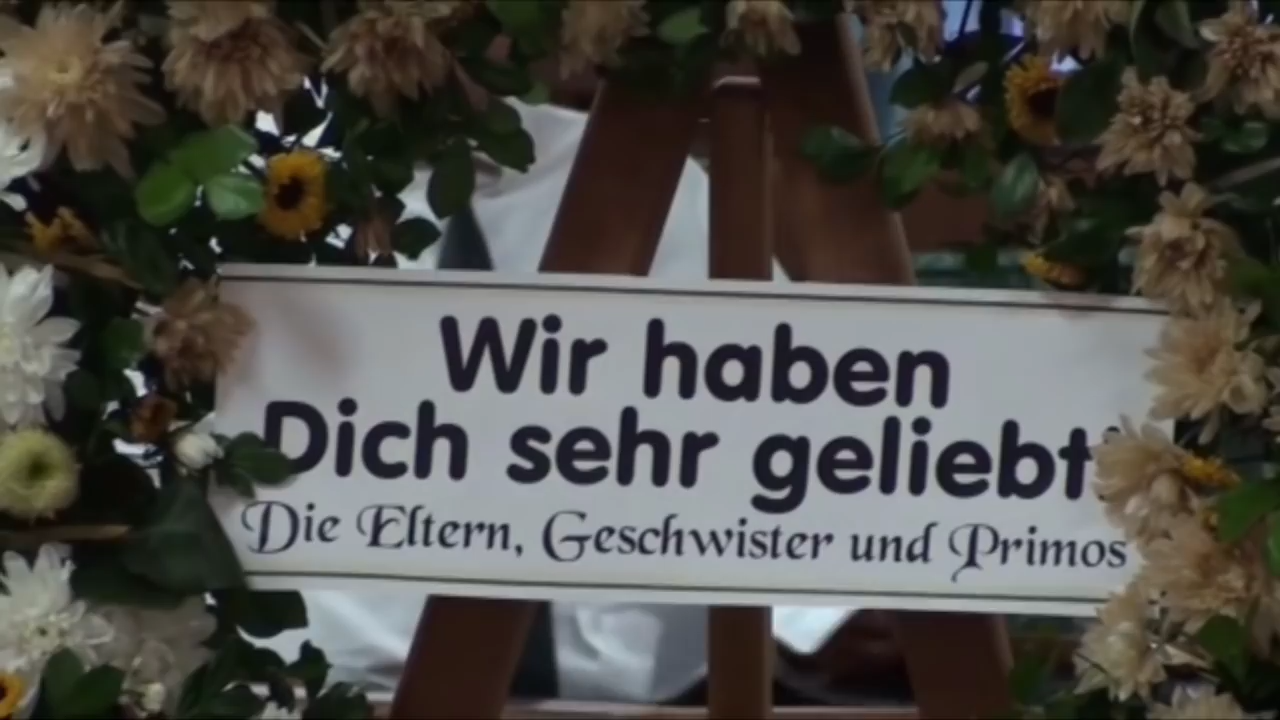 Wir haben
Dich sehr geliebt
Die Eltern, Geschwister und Primos